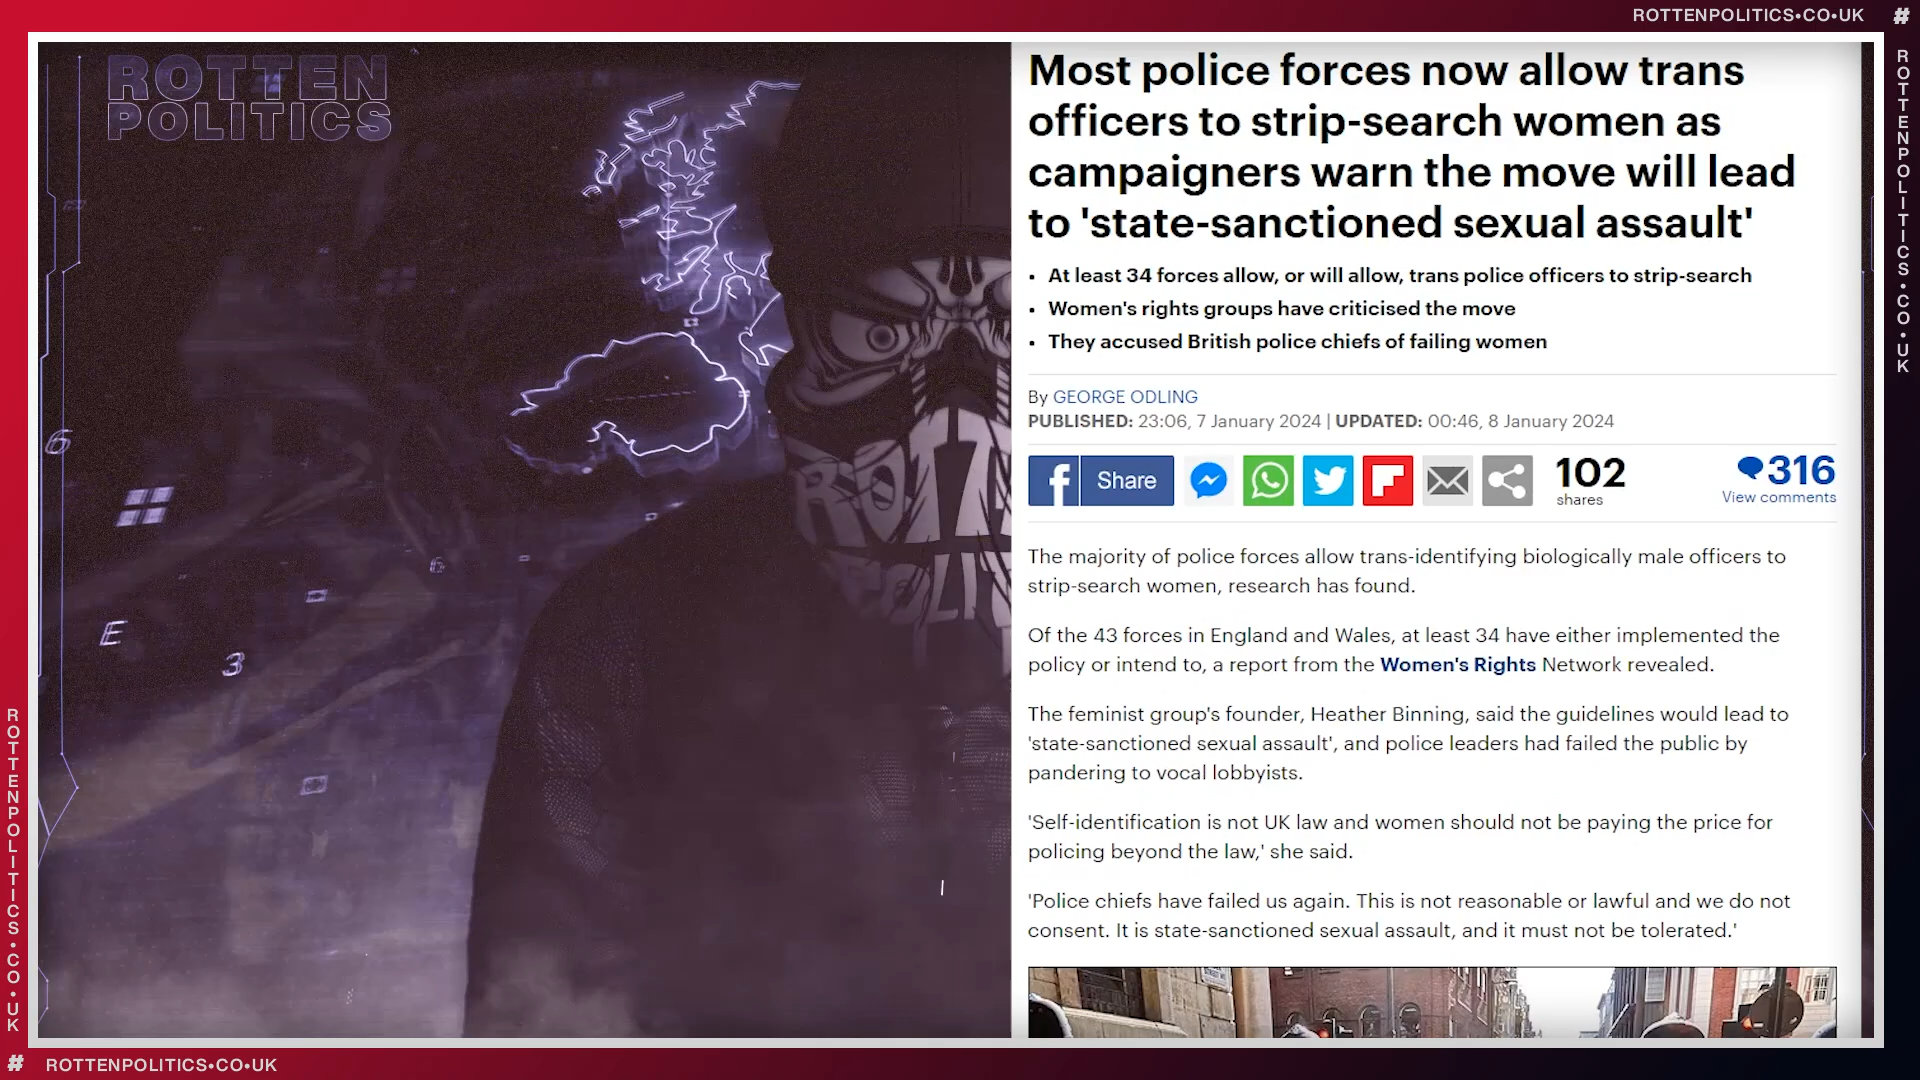 ROTTENPOLITICS•CO•UK #
ROTTENPOLITICS•CO•UK
ROTTEN
POLITICS
6
E
3
6
ROTT
POLIT
Most police forces now allow trans
officers to strip-search women as
campaigners warn the move will lead
to 'state-sanctioned sexual assault'
• At least 34 forces allow, or will allow, trans police officers to strip-search
• Women's rights groups have criticised the move
• They accused British police chiefs of failing women
By GEORGE ODLING
PUBLISHED: 23:06, 7 January 2024 | UPDATED: 00:46, 8 January 2024
f Share
102
shares
316
View comments
The majority of police forces allow trans-identifying biologically male officers to
strip-search women, research has found.
Of the 43 forces in England and Wales, at least 34 have either implemented the
policy or intend to, a report from the Women's Rights Network revealed.
The feminist group's founder, Heather Binning, said the guidelines would lead to
'state-sanctioned sexual assault', and police leaders had failed the public by
pandering to vocal lobbyists.
'Self-identification is not UK law and women should not be paying the price for
policing beyond the law,' she said.
'Police chiefs have failed us again. This is not reasonable or lawful and we do not
consent. It is state-sanctioned sexual assault, and it must not be tolerated.'
ROTTENPOLITICS•CO•UK
# ROTTENPOLITICS•CO•UK